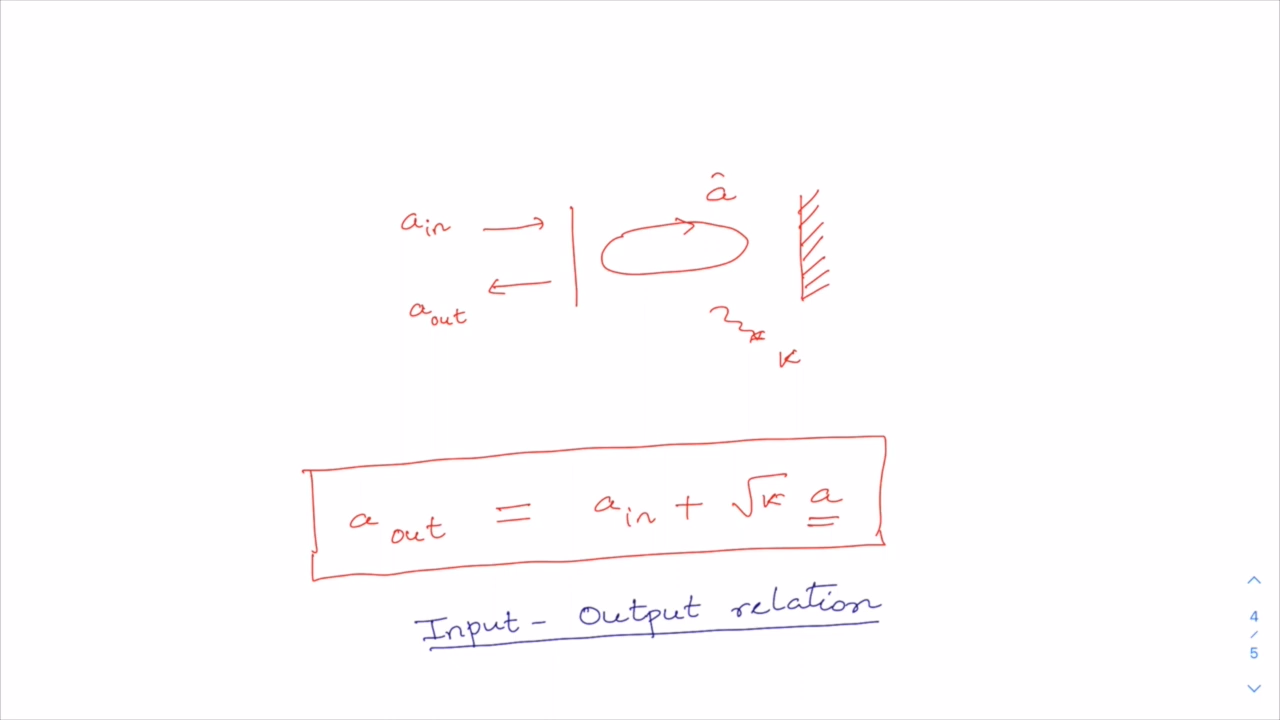 â
a_in
a_out
κ
a_out = a_in + √κ a
Input - Output relation
4
/
5